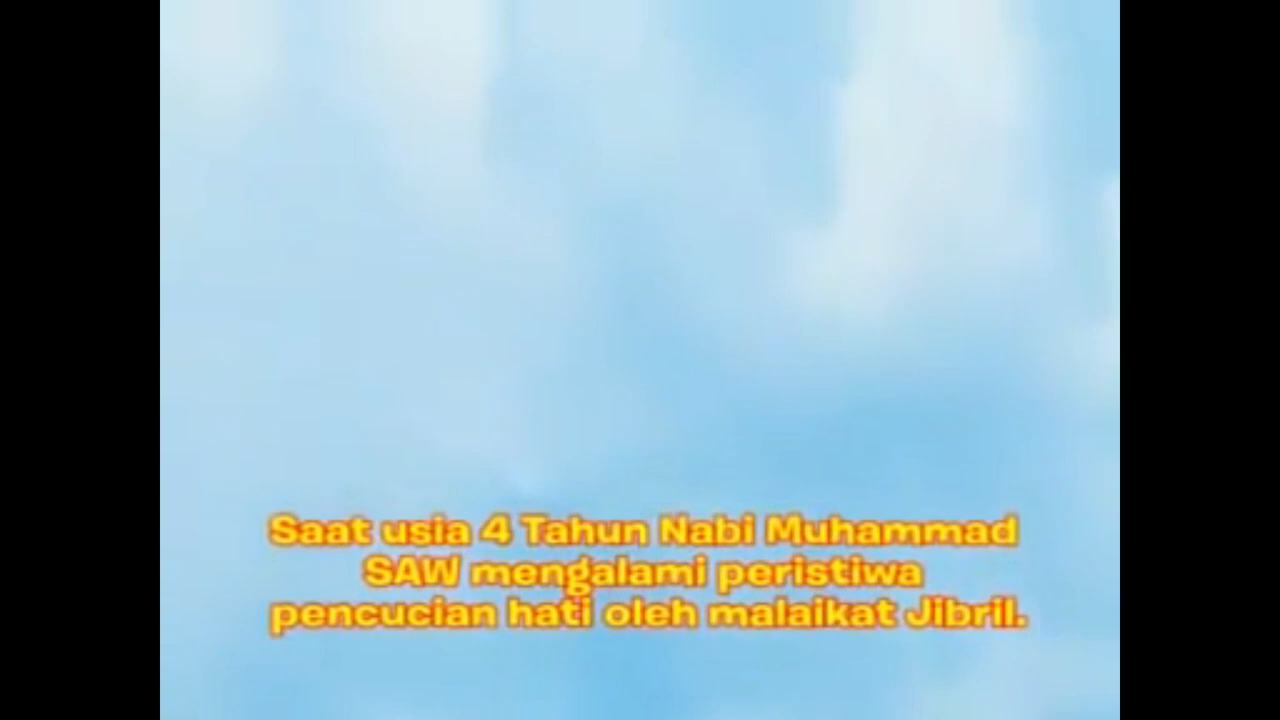 Saat usia 4 Tahun Nabi Muhammad
SAW mengalami peristiwa
pencucian hati oleh malaikat Jibril.